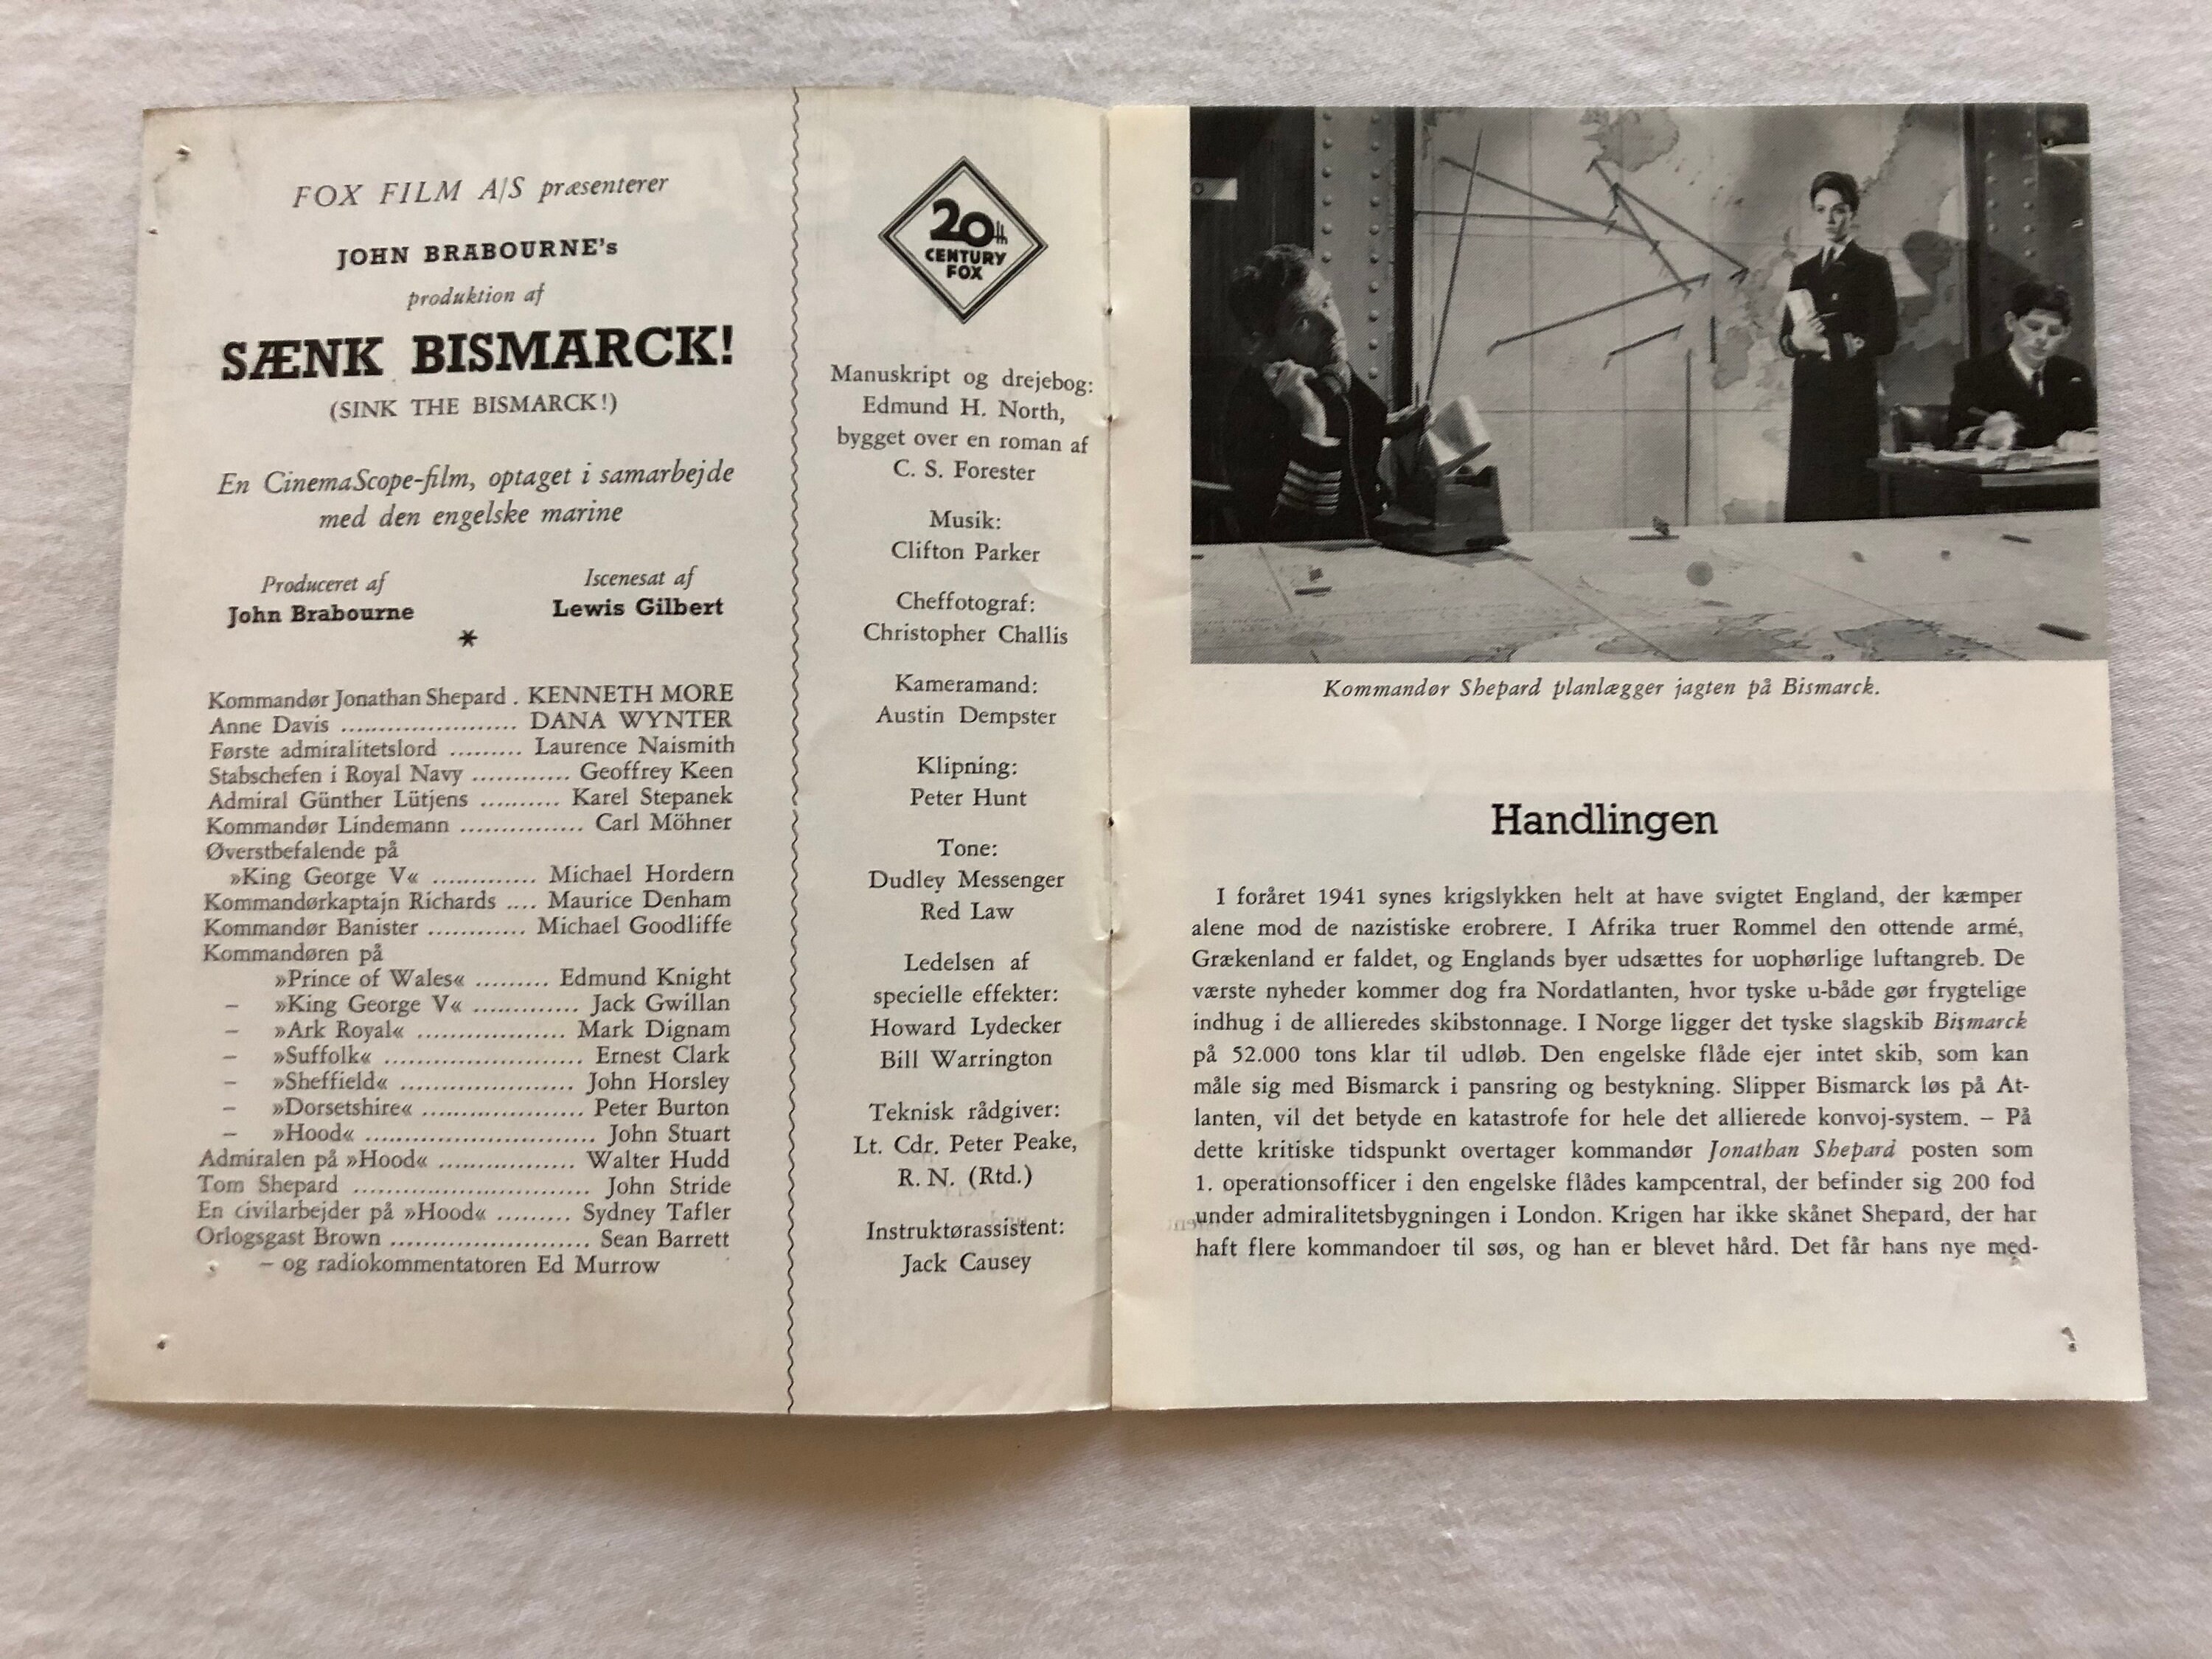 FOX FILM A/S præsenterer
JOHN BRABOURNE's
produktion af
SÆNK BISMARCK!
(SINK THE BISMARCK!)
En CinemaScope-film, optaget i samarbejde
med den engelske marine
Produceret af
John Brabourne
Iscenesat af
Lewis Gilbert
*
Kommandør Jonathan Shepard . KENNETH MORE
Anne Davis ...................... DANA WYNTER
Første admiralitetslord ......... Laurence Naismith
Stabschefen i Royal Navy ............ Geoffrey Keen
Admiral Günther Lütjens .......... Karel Stepanek
Kommandør Lindemann ............... Carl Möhner
Øverstbefalende på
»King George V« ............. Michael Hordern
Kommandørkaptajn Richards .... Maurice Denham
Kommandør Banister ............ Michael Goodliffe
Kommandøren på
»Prince of Wales« ......... Edmund Knight
– »King George V« ............. Jack Gwillan
– »Ark Royal« .................. Mark Dignam
– »Suffolk« ........................ Ernest Clark
– »Sheffield« ..................... John Horsley
– »Dorsetshire« .................... Peter Burton
– »Hood« ............................ John Stuart
Admiralen på »Hood« ................. Walter Hudd
Tom Shepard ............................. John Stride
En civilarbejder på »Hood« ......... Sydney Tafler
Orlogsgast Brown ........................ Sean Barrett
– og radiokommentatoren Ed Murrow
20th
CENTURY
FOX
Manuskript og drejebog:
Edmund H. North,
bygget over en roman af
C. S. Forester
Musik:
Clifton Parker
Cheffotograf:
Christopher Challis
Kameramand:
Austin Dempster
Klipning:
Peter Hunt
Tone:
Dudley Messenger
Red Law
Ledelsen af
specielle effekter:
Howard Lydecker
Bill Warrington
Teknisk rådgiver:
Lt. Cdr. Peter Peake,
R. N. (Rtd.)
Instruktørassistent:
Jack Causey
Kommandør Shepard planlægger jagten på Bismarck.
Handlingen
I foråret 1941 synes krigslykken helt at have svigtet England, der kæmper
alene mod de nazistiske erobrere. I Afrika truer Rommel den ottende armé,
Grækenland er faldet, og Englands byer udsættes for uophørlige luftangreb. De
værste nyheder kommer dog fra Nordatlanten, hvor tyske u-både gør frygtelige
indhug i de allieredes skibstonnage. I Norge ligger det tyske slagskib Bismarck
på 52.000 tons klar til udløb. Den engelske flåde ejer intet skib, som kan
måle sig med Bismarck i pansring og bestykning. Slipper Bismarck løs på At-
lanten, vil det betyde en katastrofe for hele det allierede konvoj-system. – På
dette kritiske tidspunkt overtager kommandør Jonathan Shepard posten som
1. operationsofficer i den engelske flådes kampcentral, der befinder sig 200 fod
under admiralitetsbygningen i London. Krigen har ikke skånet Shepard, der har
haft flere kommandoer til søs, og han er blevet hård. Det får hans nye med-